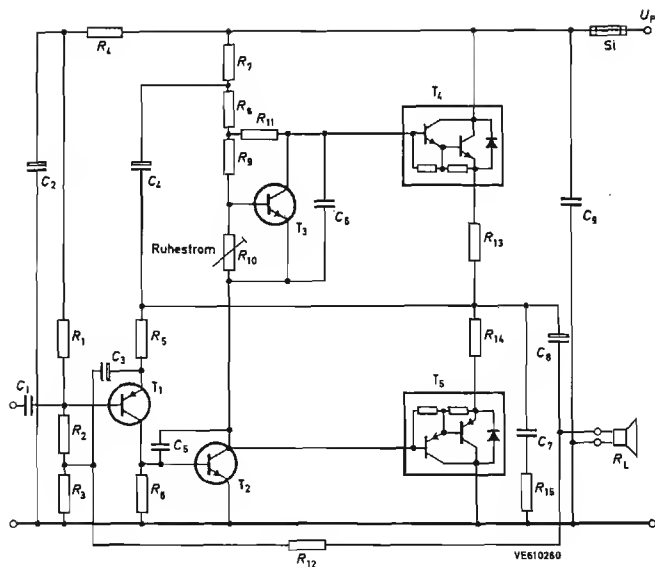 U_P
R_4
Si
R_7
T_4
R_8
R_11
C_2
C_4
R_9
C_6
C_9
T_3
Ruhestrom
R_10
R_13
R_1
R_5
R_14
C_3
C_8
C_1
T_1
T_5
R_2
C_5
C_7
R_L
R_3
R_6
T_2
R_15
VE610260
R_12